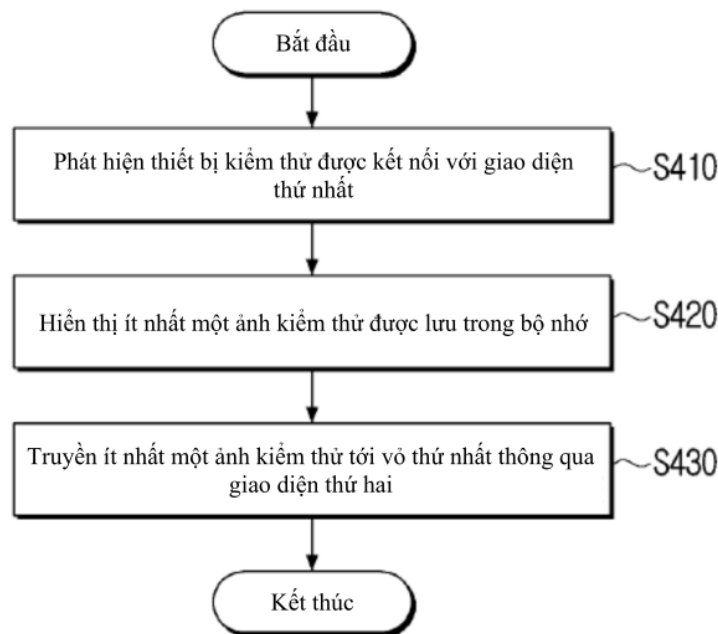 Bắt đầu
Phát hiện thiết bị kiểm thử được kết nối với giao diện
thứ nhất
S410
Hiển thị ít nhất một ảnh kiểm thử được lưu trong bộ nhớ
S420
Truyền ít nhất một ảnh kiểm thử tới vỏ thứ nhất thông qua
giao diện thứ hai
S430
Kết thúc